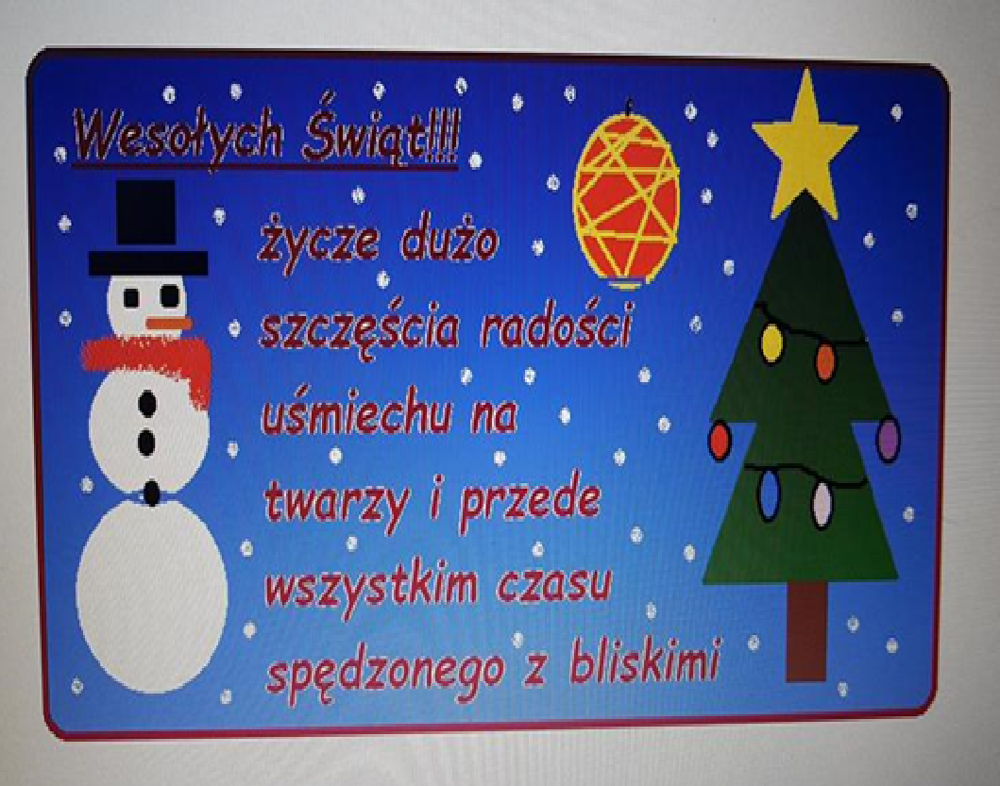 Wesołych Świąt!!!
życze dużo
szczęścia radości
uśmiechu na
twarzy i przede
wszystkim czasu
spędzonego z bliskimi